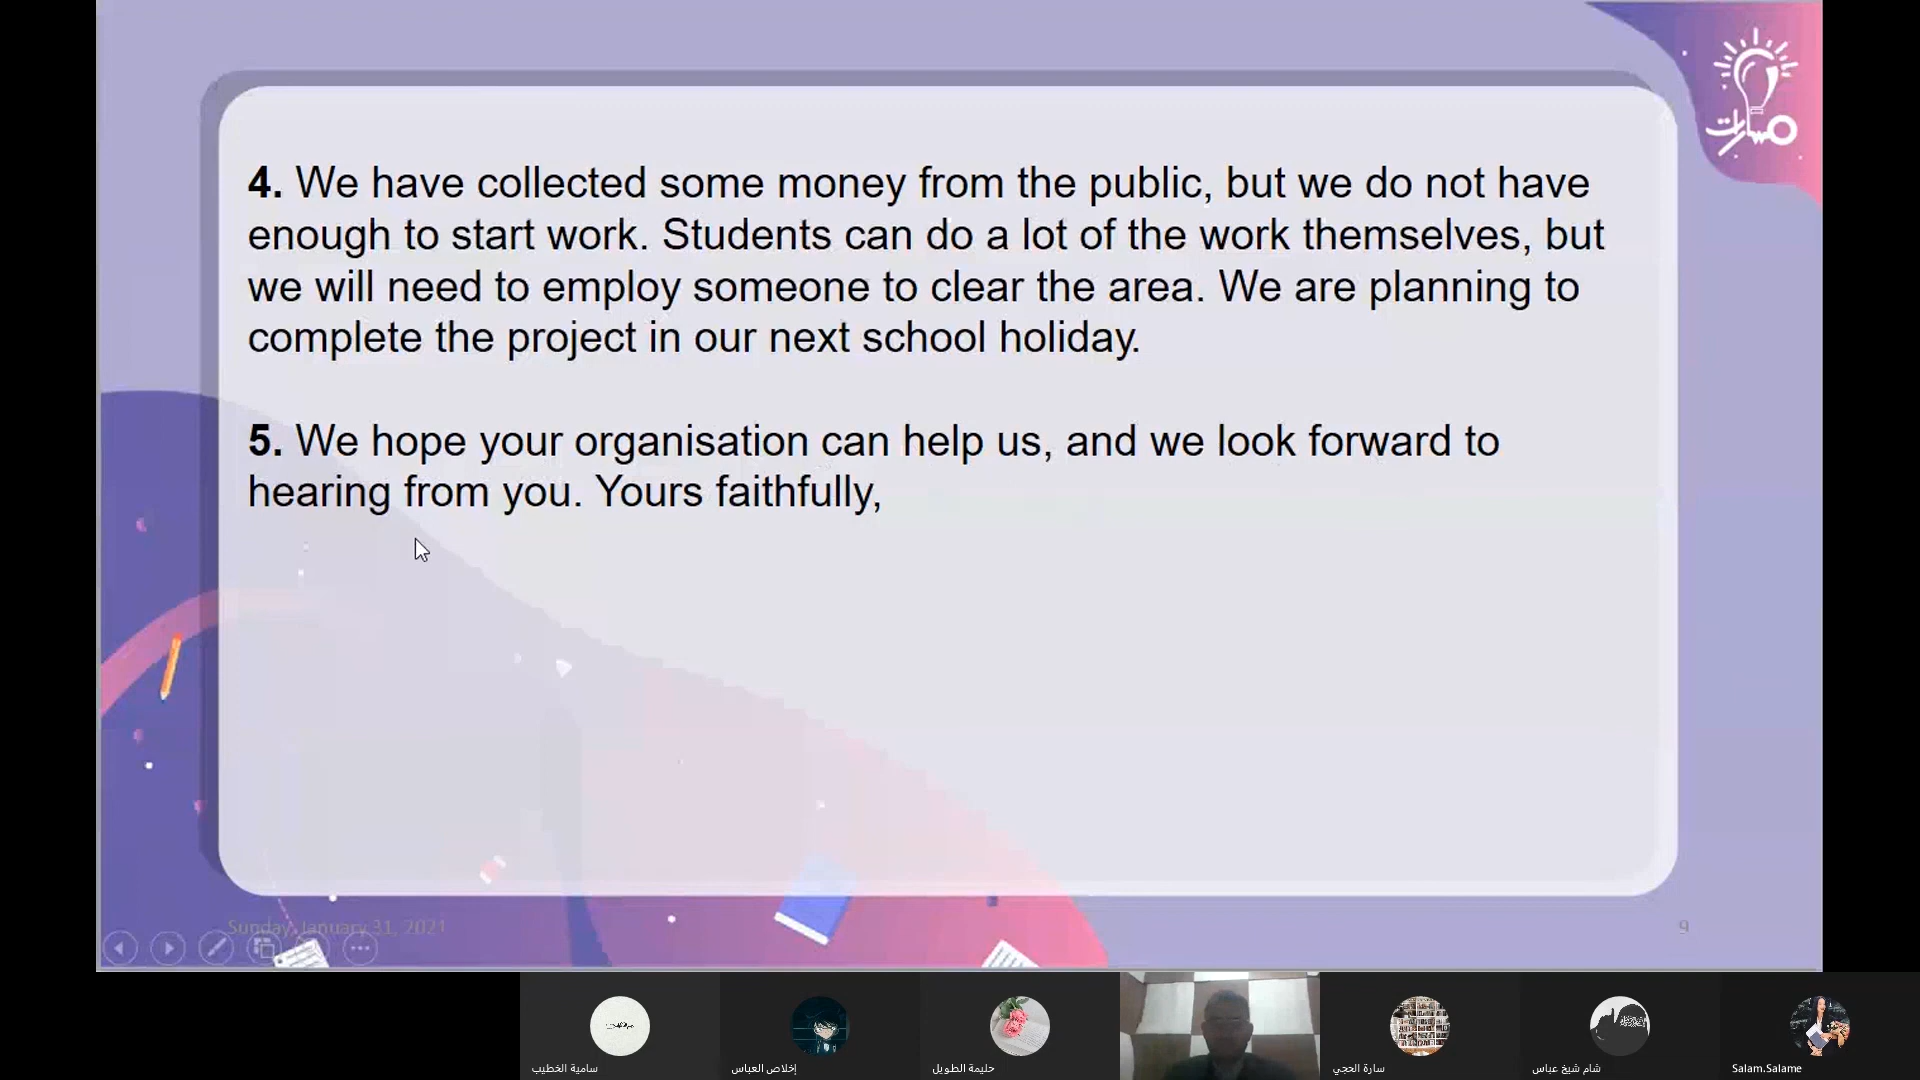 مسارات
4. We have collected some money from the public, but we do not have
enough to start work. Students can do a lot of the work themselves, but
we will need to employ someone to clear the area. We are planning to
complete the project in our next school holiday.
5. We hope your organisation can help us, and we look forward to
hearing from you. Yours faithfully,
Sunday, January 31, 2021
9
سامية الخطيب
إخلاص العباس
حليمة الطويل
سارة الحجي
شام شيخ عباس
Salam.Salame